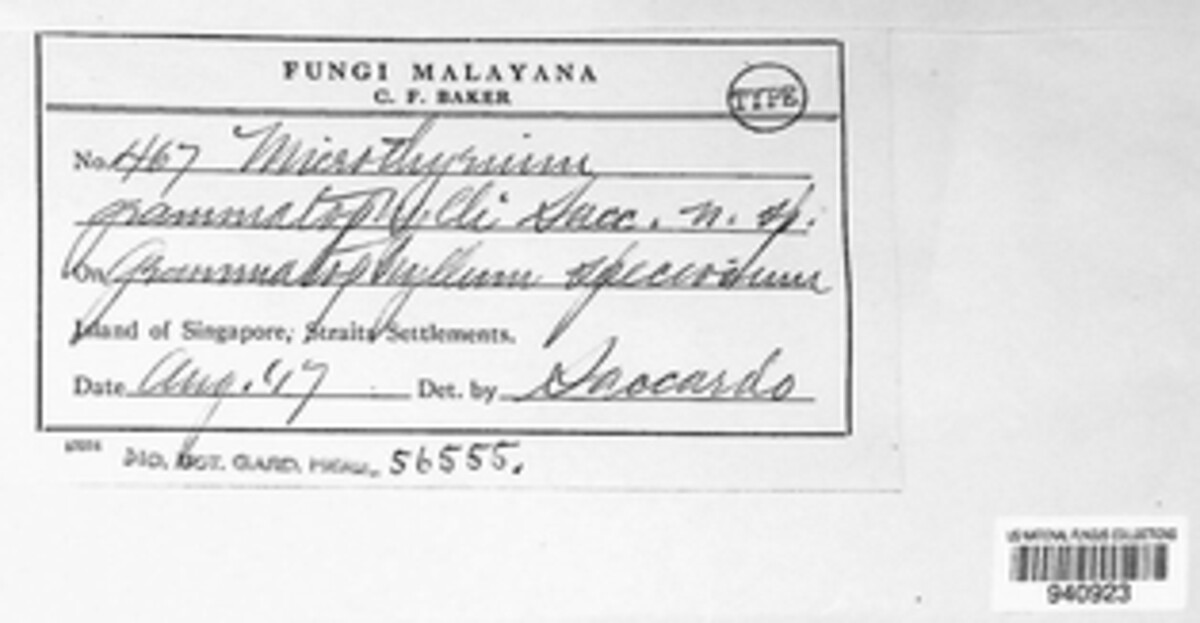 FUNGI MALAYANA
C. F. BAKER
TYPE
No. 467 Microthyrium
grammatophylli Sacc. n. sp.
On Grammatophyllum speciosum
Island of Singapore, Straits Settlements.
Date Aug. '17 Det. by Saccardo
MO. BOT. GARD. HERB. 56555.
US NATIONAL FUNGUS COLLECTIONS
940923